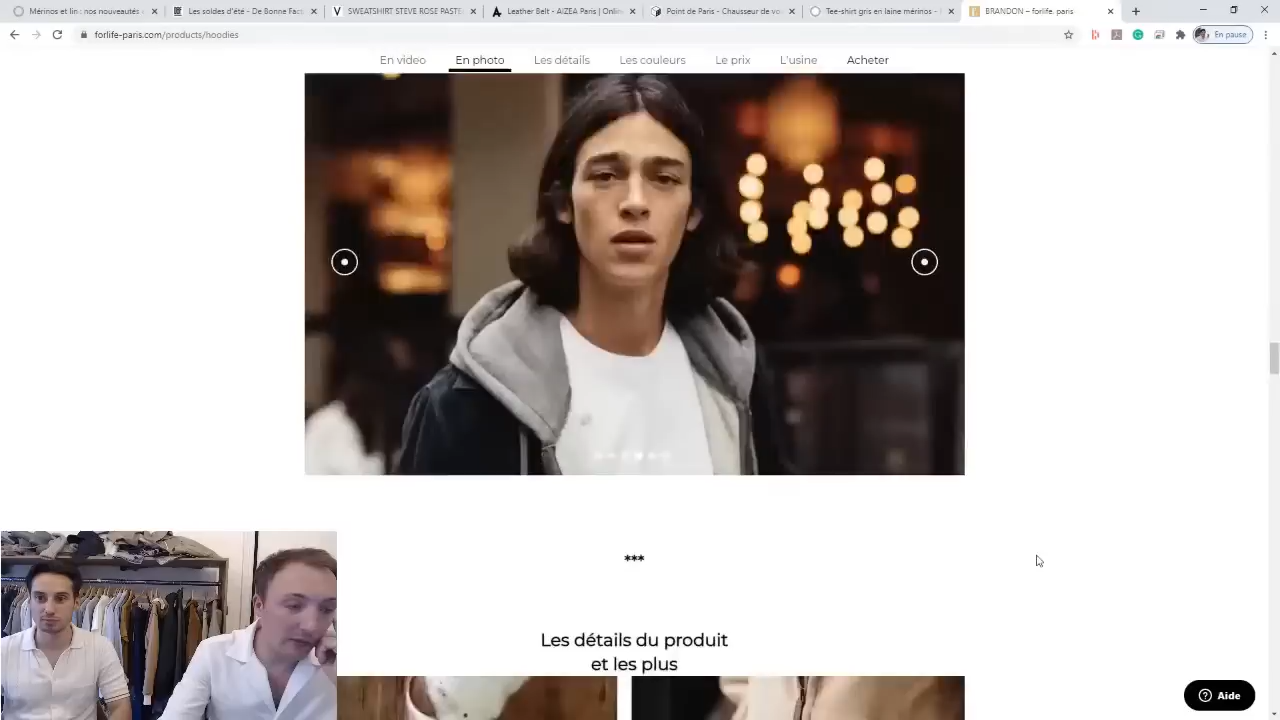 Mérinos et lin : nos nouveautés
Les soldes d'été - De Bonne Fac
SWEATSHIRT STEVE ROSE PASTE
Leather Belt - AIZEA Paris | Onlin
Point de Paris - Chausseur de vo
Tee-shirt gris en laine mérinos -
BRANDON – forlife. paris
forlife-paris.com/products/hoodies
En pause
En video
En photo
Les détails
Les couleurs
Le prix
L'usine
Acheter
***
Les détails du produit
et les plus
Aide